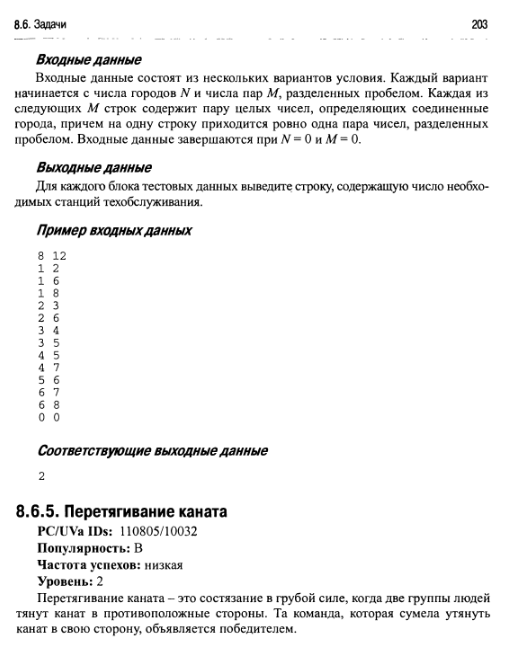 8.6. Задачи 203
Входные данные
Входные данные состоят из нескольких вариантов условия. Каждый вариант
начинается с числа городов N и числа пар M, разделенных пробелом. Каждая из
следующих M строк содержит пару целых чисел, определяющих соединенные
города, причем на одну строку приходится ровно одна пара чисел, разделенных
пробелом. Входные данные завершаются при N = 0 и M = 0.
Выходные данные
Для каждого блока тестовых данных выведите строку, содержащую число необхо-
димых станций техобслуживания.
Пример входных данных
8 12
1 2
1 6
1 8
2 3
2 6
3 4
3 5
4 5
4 7
5 6
6 7
6 8
0 0
Соответствующие выходные данные
2
8.6.5. Перетягивание каната
PC/UVa IDs: 110805/10032
Популярность: B
Частота успехов: низкая
Уровень: 2
Перетягивание каната – это состязание в грубой силе, когда две группы людей
тянут канат в противоположные стороны. Та команда, которая сумела утянуть
канат в свою сторону, объявляется победителем.